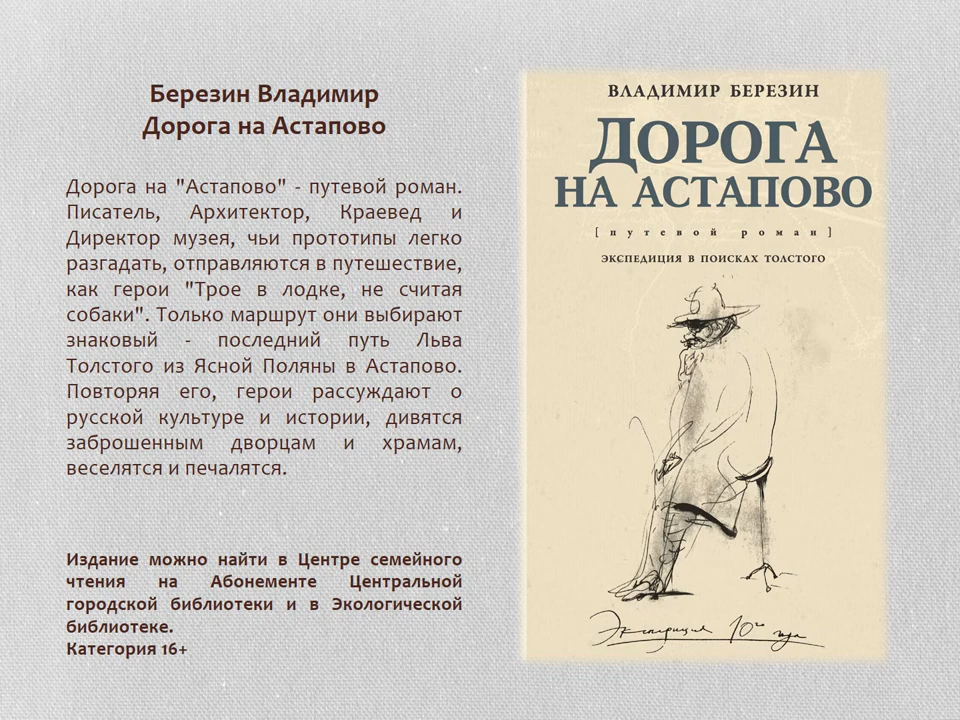 Березин Владимир
Дорога на Астапово
Дорога на "Астапово" - путевой роман.
Писатель, Архитектор, Краевед и
Директор музея, чьи прототипы легко
разгадать, отправляются в путешествие,
как герои "Трое в лодке, не считая
собаки". Только маршрут они выбирают
знаковый - последний путь Льва
Толстого из Ясной Поляны в Астапово.
Повторяя его, герои рассуждают о
русской культуре и истории, дивятся
заброшенным дворцам и храмам,
веселятся и печалятся.
Издание можно найти в Центре семейного
чтения на Абонементе Центральной
городской библиотеки и в Экологической
библиотеке.
Категория 16+
ВЛАДИМИР БЕРЕЗИН
ДОРОГА
НА АСТАПОВО
[путевой роман]
ЭКСПЕДИЦИЯ В ПОИСКАХ ТОЛСТОГО
Экспедиция 10го года